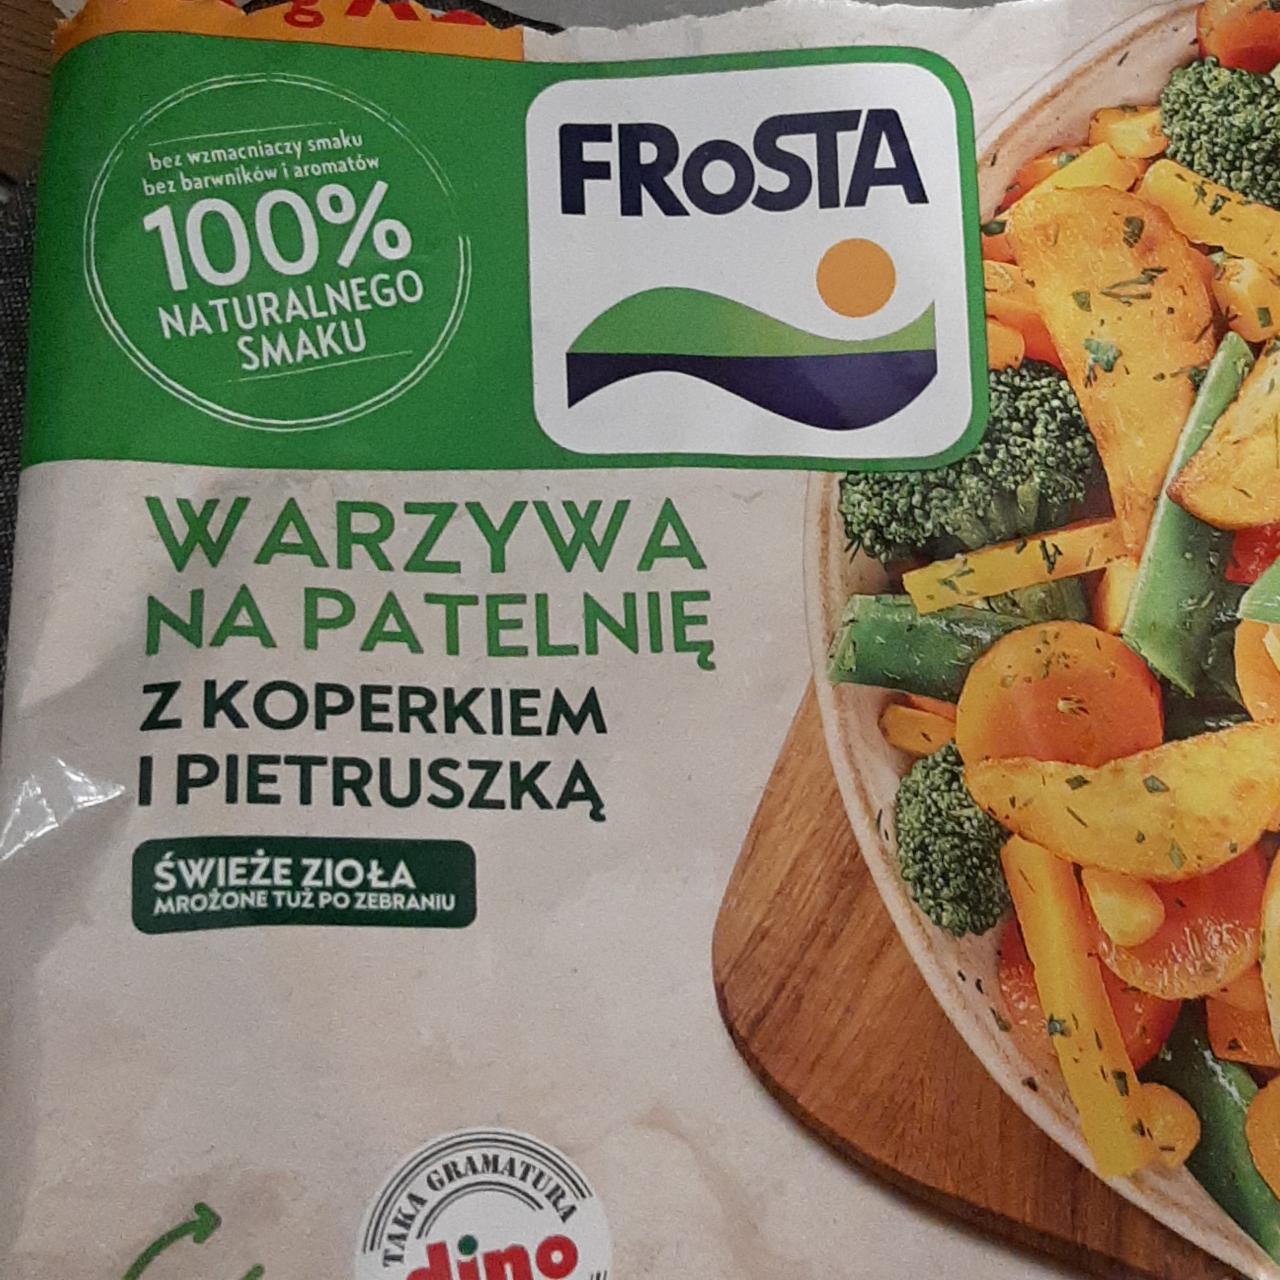 bez wzmacniaczy smaku
bez barwników i aromatów
100%
NATURALNEGO
SMAKU
FRoSTA
WARZYWA
NA PATELNIĘ
Z KOPERKIEM
I PIETRUSZKĄ
ŚWIEŻE ZIOŁA
MROŻONE TUŻ PO ZEBRANIU
TAKA GRAMATURA
dino